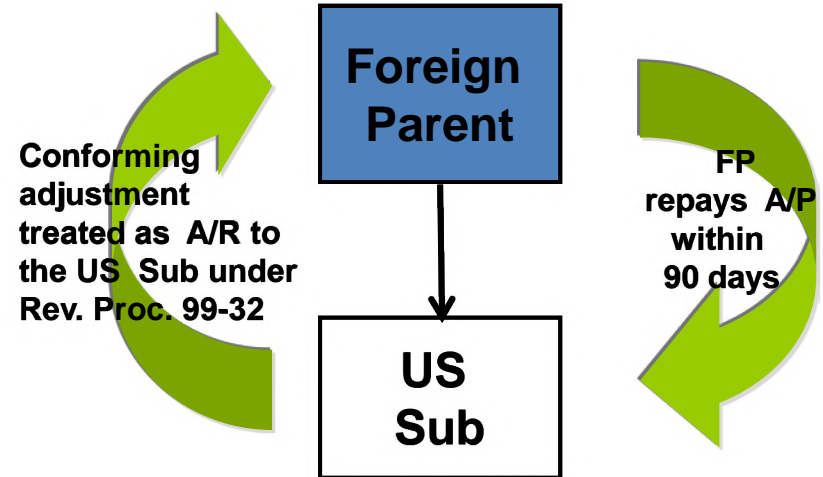 Foreign
Parent
Conforming
adjustment
treated as A/R to
the US Sub under
Rev. Proc. 99-32
FP
repays A/P
within
90 days
US
Sub